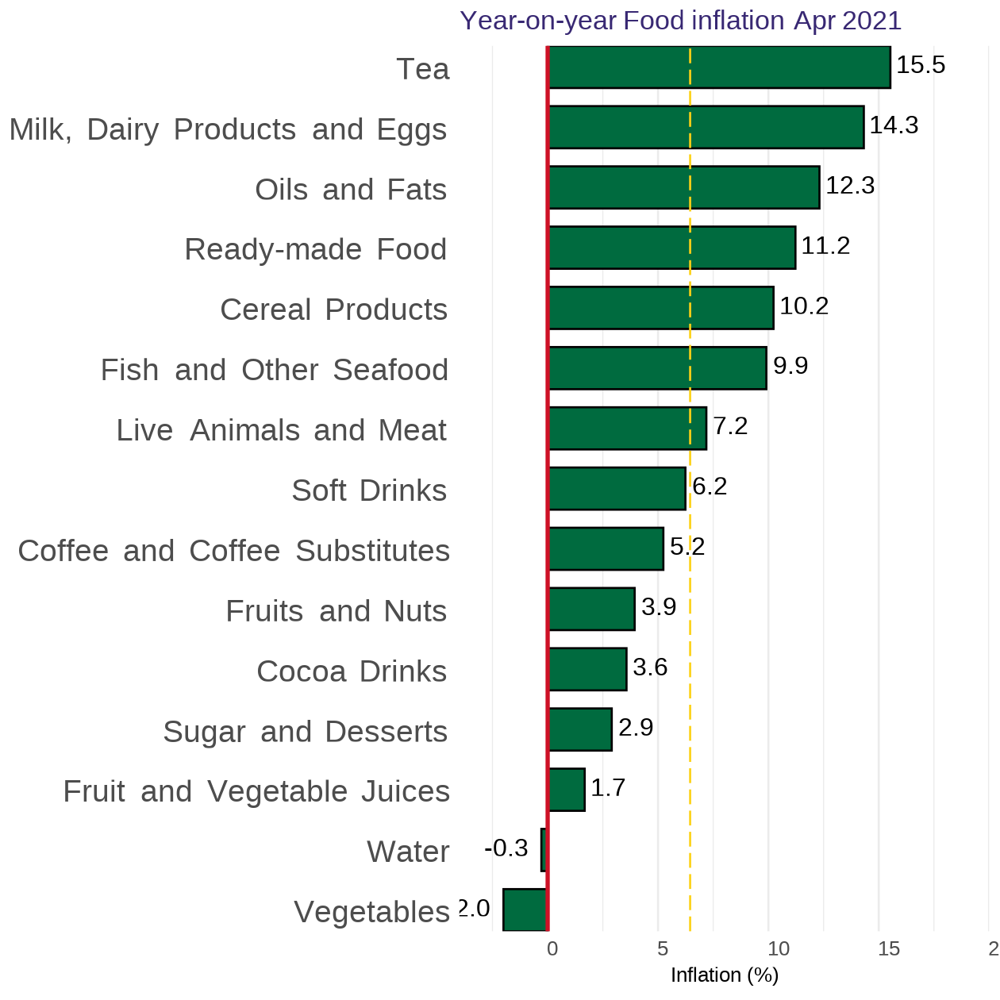 Year-on-year Food inflation Apr 2021
Tea 15.5
Milk, Dairy Products and Eggs 14.3
Oils and Fats 12.3
Ready-made Food 11.2
Cereal Products 10.2
Fish and Other Seafood 9.9
Live Animals and Meat 7.2
Soft Drinks 6.2
Coffee and Coffee Substitutes 5.2
Fruits and Nuts 3.9
Cocoa Drinks 3.6
Sugar and Desserts 2.9
Fruit and Vegetable Juices 1.7
Water -0.3
Vegetables 2.0
0 5 10 15 2
Inflation (%)